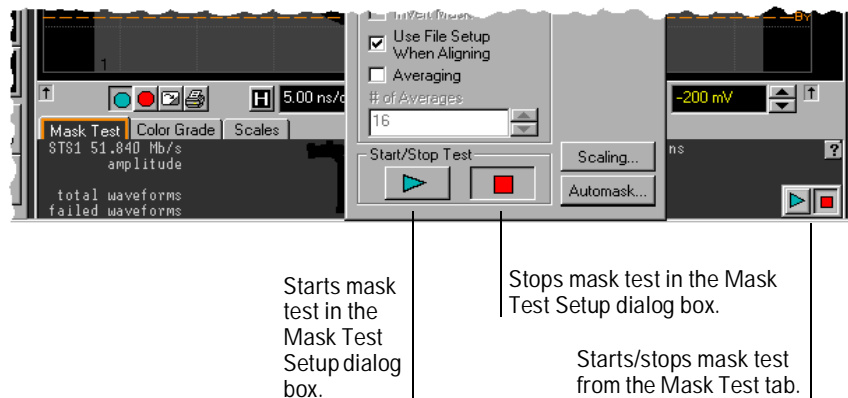 Invert Mask
By
Use File Setup
When Aligning
1
Averaging
# of Averages
H
5.00 ns/
-200 mV
16
Mask Test
Color Grade
Scales
STS1 51.840 Mb/s
amplitude
ns
?
Start/Stop Test
Scaling...
Automask...
total waveforms
failed waveforms
Starts mask
test in the
Mask Test
Setup dialog
box.
Stops mask test in the Mask
Test Setup dialog box.
Starts/stops mask test
from the Mask Test tab.